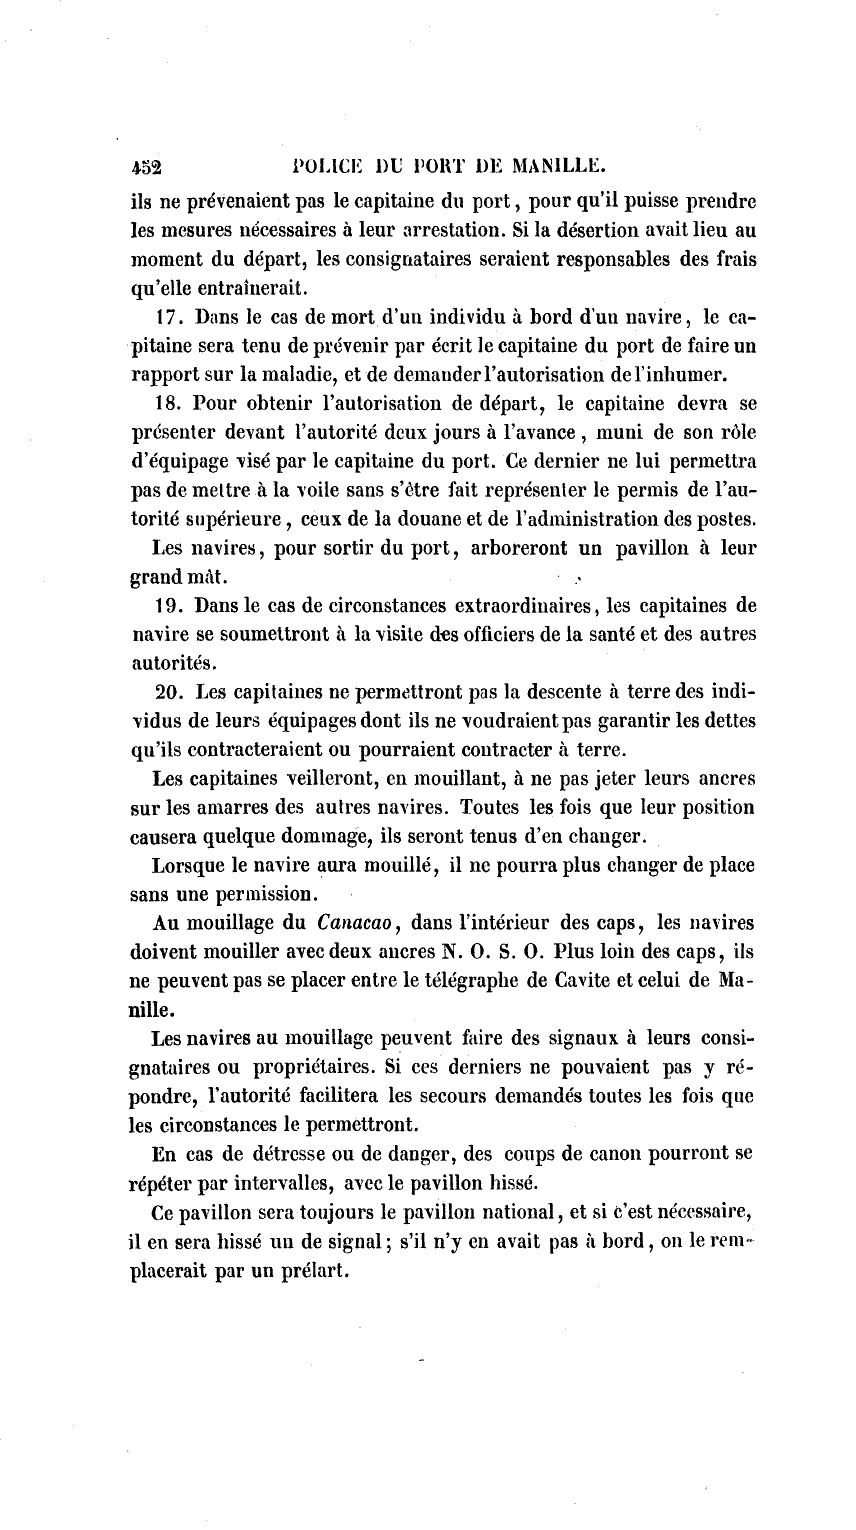 452 POLICE DU PORT DE MANILLE.
ils ne prévenaient pas le capitaine du port, pour qu'il puisse prendre
les mesures nécessaires à leur arrestation. Si la désertion avait lieu au
moment du départ, les consignataires seraient responsables des frais
qu'elle entraînerait.
17. Dans le cas de mort d'un individu à bord d'un navire, le ca-
pitaine sera tenu de prévenir par écrit le capitaine du port de faire un
rapport sur la maladie, et de demander l'autorisation de l'inhumer.
18. Pour obtenir l'autorisation de départ, le capitaine devra se
présenter devant l'autorité deux jours à l'avance, muni de son rôle
d'équipage visé par le capitaine du port. Ce dernier ne lui permettra
pas de mettre à la voile sans s'être fait représenter le permis de l'au-
torité supérieure, ceux de la douane et de l'administration des postes.
Les navires, pour sortir du port, arboreront un pavillon à leur
grand mât.
19. Dans le cas de circonstances extraordinaires, les capitaines de
navire se soumettront à la visite des officiers de la santé et des autres
autorités.
20. Les capitaines ne permettront pas la descente à terre des indi-
vidus de leurs équipages dont ils ne voudraient pas garantir les dettes
qu'ils contracteraient ou pourraient contracter à terre.
Les capitaines veilleront, en mouillant, à ne pas jeter leurs ancres
sur les amarres des autres navires. Toutes les fois que leur position
causera quelque dommage, ils seront tenus d'en changer.
Lorsque le navire aura mouillé, il ne pourra plus changer de place
sans une permission.
Au mouillage du Canacao, dans l'intérieur des caps, les navires
doivent mouiller avec deux ancres N. O. S. O. Plus loin des caps, ils
ne peuvent pas se placer entre le télégraphe de Cavite et celui de Ma-
nille.
Les navires au mouillage peuvent faire des signaux à leurs consi-
gnataires ou propriétaires. Si ces derniers ne pouvaient pas y ré-
pondre, l'autorité facilitera les secours demandés toutes les fois que
les circonstances le permettront.
En cas de détresse ou de danger, des coups de canon pourront se
répéter par intervalles, avec le pavillon hissé.
Ce pavillon sera toujours le pavillon national, et si c'est nécessaire,
il en sera hissé un de signal; s'il n'y en avait pas à bord, on le rem-
placerait par un prélart.